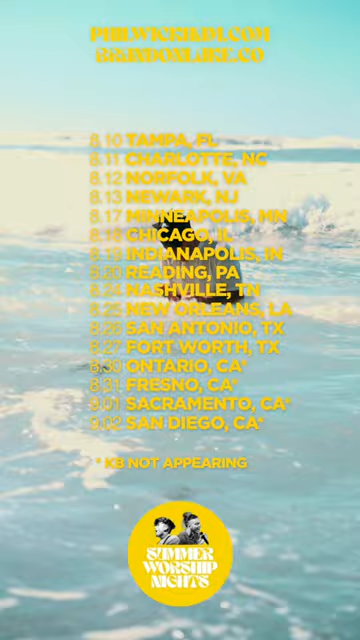 PHILWICKHAM.COM
BRANDONLAKE.CO
8.10 TAMPA, FL
8.11 CHARLOTTE, NC
8.12 NORFOLK, VA
8.13 NEWARK, NJ
8.17 MINNEAPOLIS, MN
8.18 CHICAGO, IL
8.19 INDIANAPOLIS, IN
8.20 READING, PA
8.24 NASHVILLE, TN
8.25 NEW ORLEANS, LA
8.26 SAN ANTONIO, TX
8.27 FORT WORTH, TX
8.30 ONTARIO, CA*
8.31 FRESNO, CA*
9.01 SACRAMENTO, CA*
9.02 SAN DIEGO, CA*
* KB NOT APPEARING
SUMMER
WORSHIP
NIGHTS